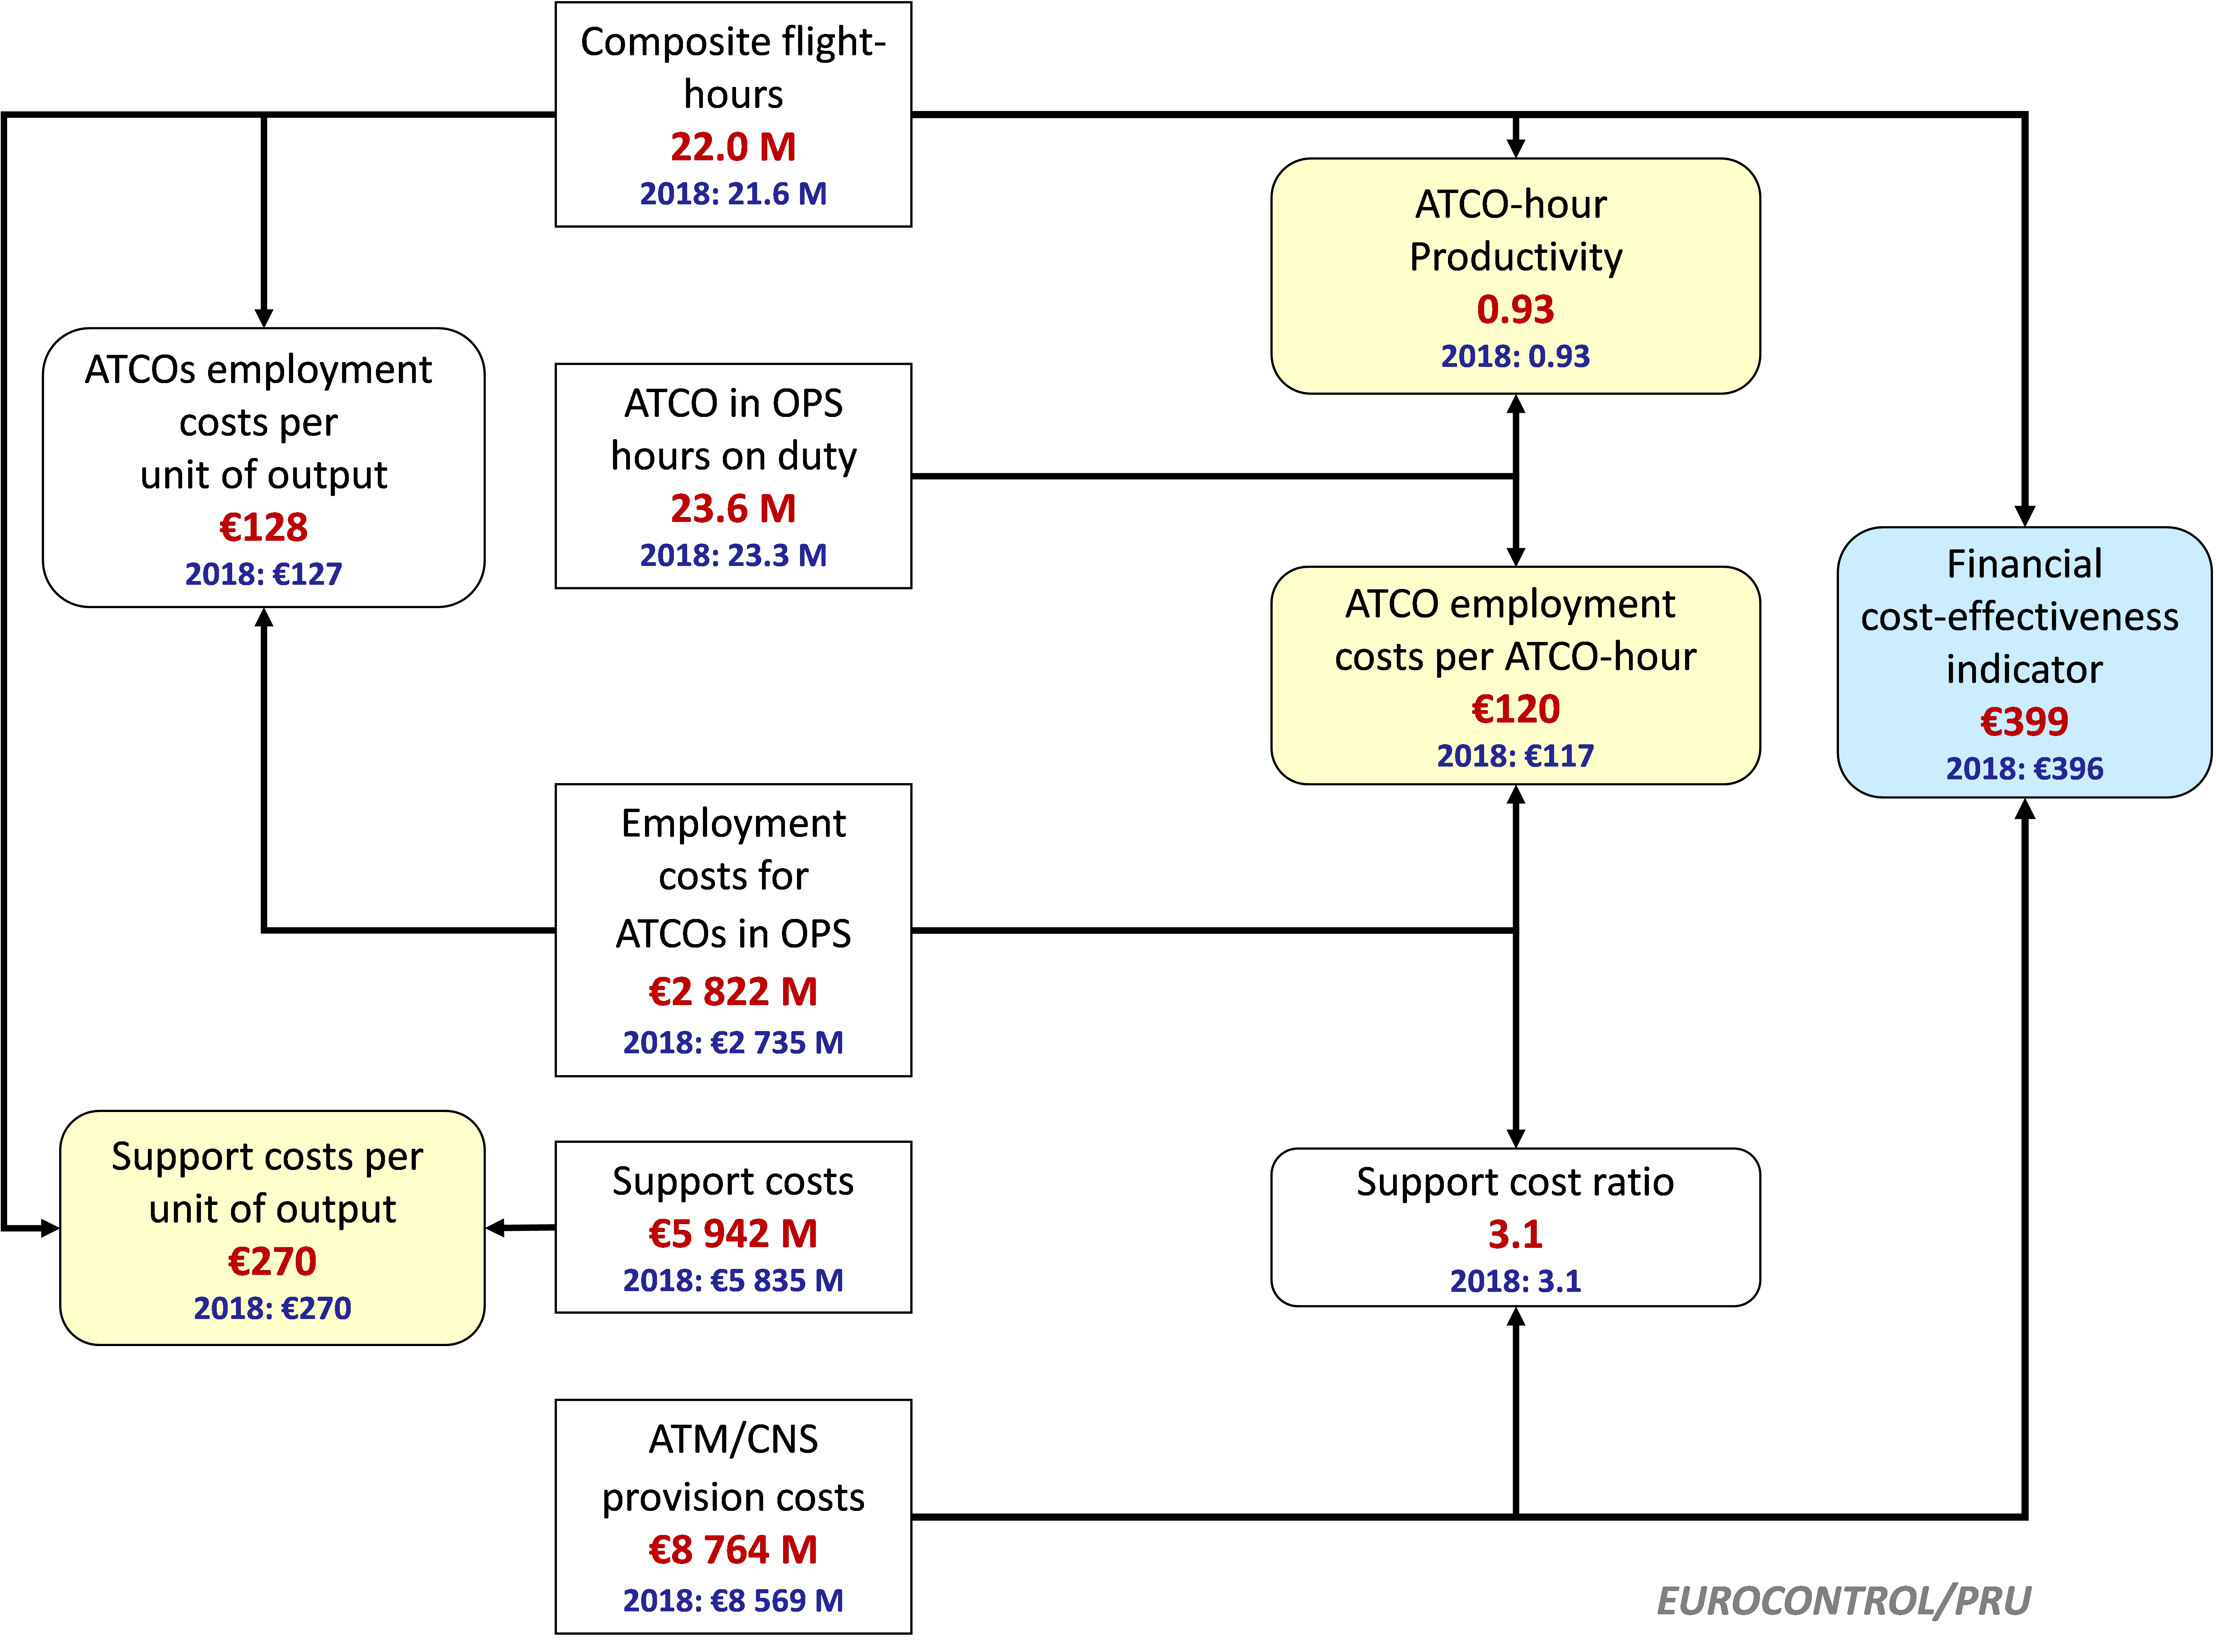 Composite flight-
hours
22.0 M
2018: 21.6 M
ATCO-hour
Productivity
0.93
2018: 0.93
ATCOs employment
costs per
unit of output
€128
2018: €127
ATCO in OPS
hours on duty
23.6 M
2018: 23.3 M
ATCO employment
costs per ATCO-hour
€120
2018: €117
Financial
cost-effectiveness
indicator
€399
2018: €396
Employment
costs for
ATCOs in OPS
€2 822 M
2018: €2 735 M
Support costs per
unit of output
€270
2018: €270
Support costs
€5 942 M
2018: €5 835 M
Support cost ratio
3.1
2018: 3.1
ATM/CNS
provision costs
€8 764 M
2018: €8 569 M
EUROCONTROL/PRU